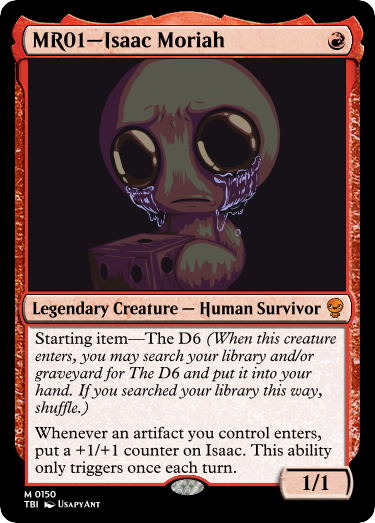 MR01—Isaac Moriah
Legendary Creature — Human Survivor
Starting item—The D6 (When this creature
enters, you may search your library and/or
graveyard for The D6 and put it into your
hand. If you searched your library this way,
shuffle.)
Whenever an artifact you control enters,
put a +1/+1 counter on Isaac. This ability
only triggers once each turn.
1/1
M 0150
TBI UsapyAnt